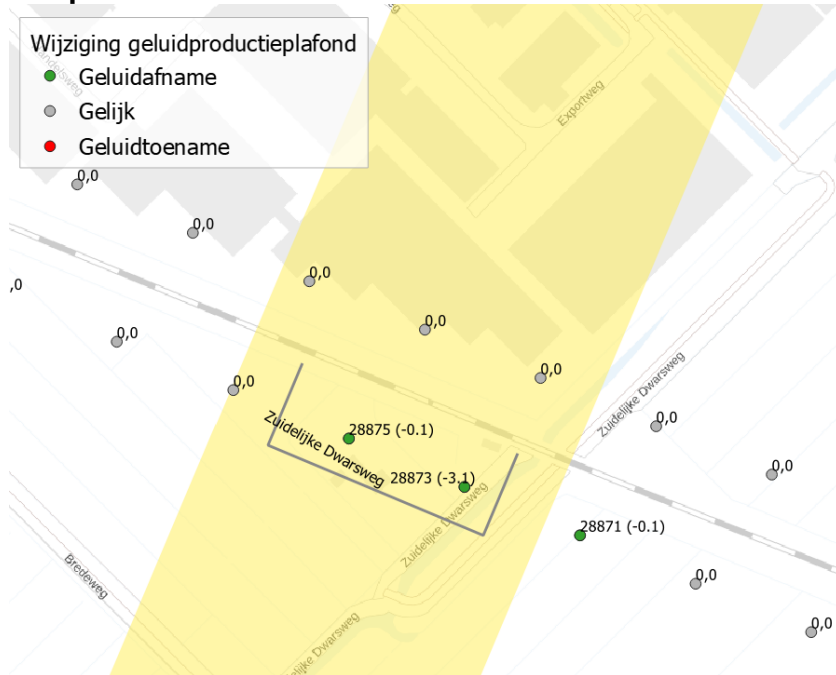 Wijziging geluidproductieplafond
Geluidafname
Gelijk
Geluidtoename
Exportweg
0,0
0,0
0,0
,0
0,0
0,0
0,0
0,0
Zuidelijke Dwarsweg
0,0
28875 (-0.1)
Zuidelijke Dwarsweg
28873 (-3.1)
0,0
Zuidelijke Dwarsweg
28871 (-0.1)
Bredeweg
0,0
0,0
elijke Dwarsweg